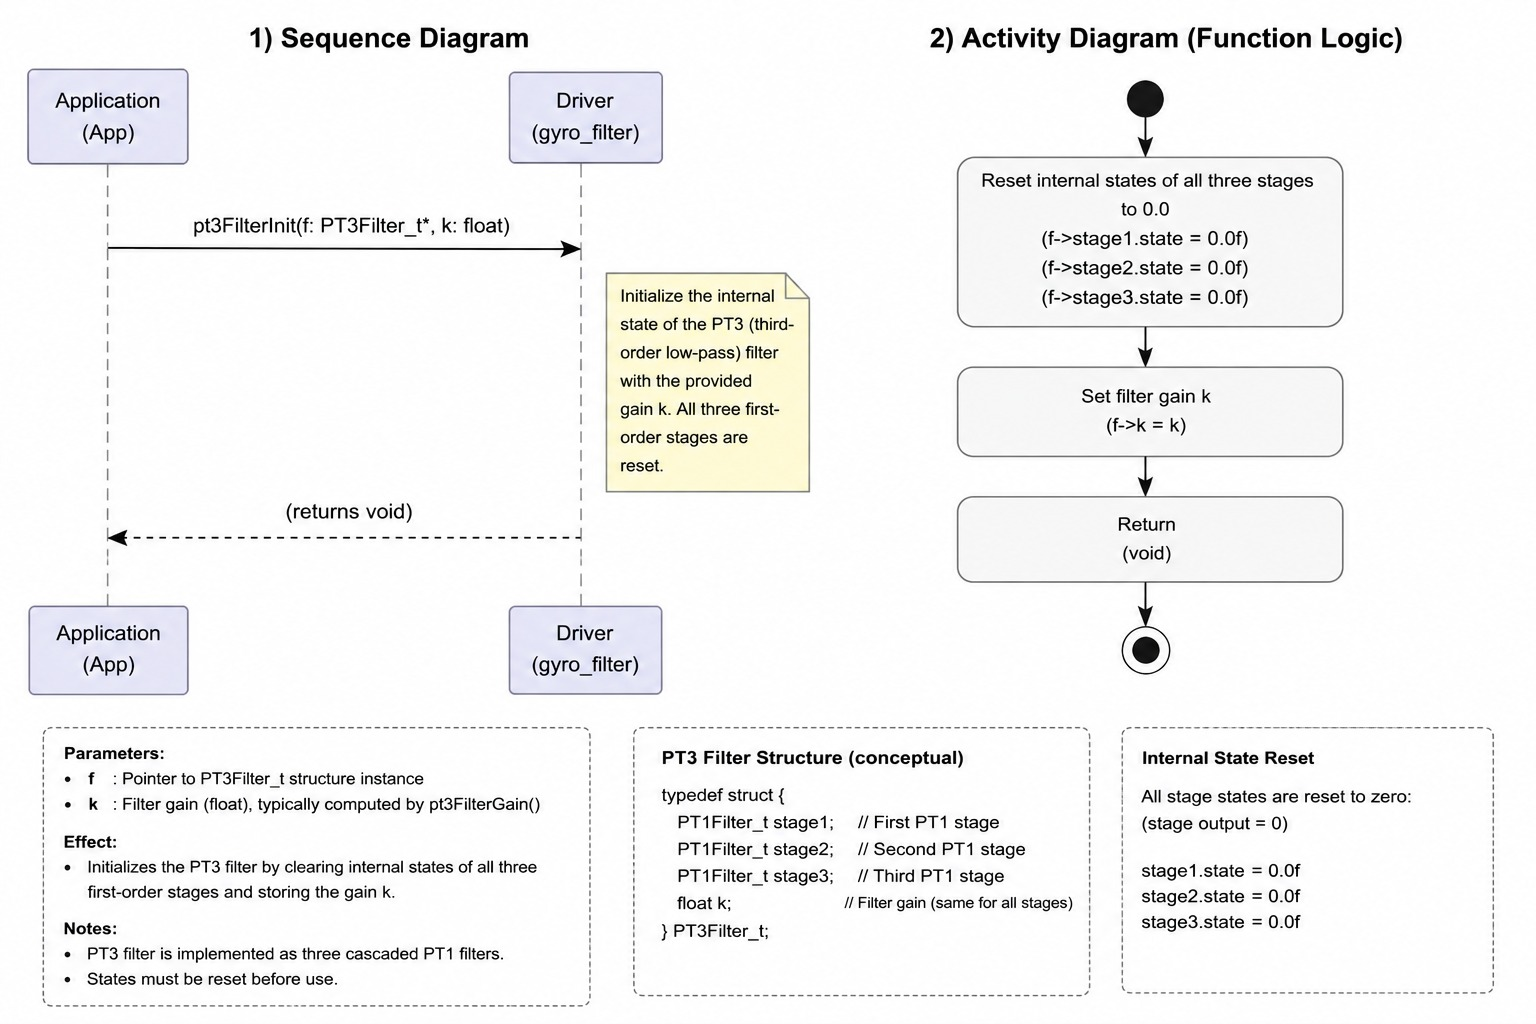 1) Sequence Diagram
Application
(App)
Driver
(gyro_filter)
pt3FilterInit(f: PT3Filter_t*, k: float)
Initialize the internal
state of the PT3 (third-
order low-pass) filter
with the provided
gain k. All three first-
order stages are
reset.
(returns void)
Application
(App)
Driver
(gyro_filter)
2) Activity Diagram (Function Logic)
Reset internal states of all three stages
to 0.0
(f->stage1.state = 0.0f)
(f->stage2.state = 0.0f)
(f->stage3.state = 0.0f)
Set filter gain k
(f->k = k)
Return
(void)
Parameters:
• f : Pointer to PT3Filter_t structure instance
• k : Filter gain (float), typically computed by pt3FilterGain()
Effect:
• Initializes the PT3 filter by clearing internal states of all three
first-order stages and storing the gain k.
Notes:
• PT3 filter is implemented as three cascaded PT1 filters.
• States must be reset before use.
PT3 Filter Structure (conceptual)
typedef struct {
PT1Filter_t stage1; // First PT1 stage
PT1Filter_t stage2; // Second PT1 stage
PT1Filter_t stage3; // Third PT1 stage
float k; // Filter gain (same for all stages)
} PT3Filter_t;
Internal State Reset
All stage states are reset to zero:
(stage output = 0)
stage1.state = 0.0f
stage2.state = 0.0f
stage3.state = 0.0f